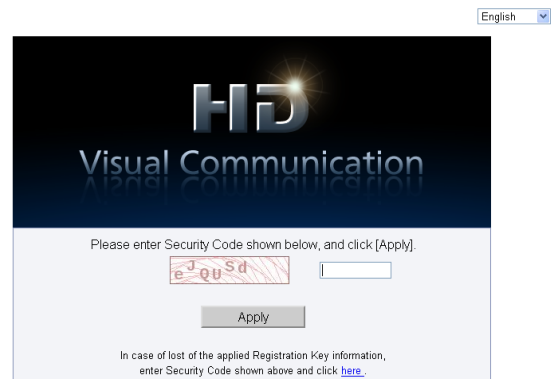 English
HD
Visual Communication
Please enter Security Code shown below, and click [Apply].
eJQUSd
Apply
In case of lost of the applied Registration Key information,
enter Security Code shown above and click here .